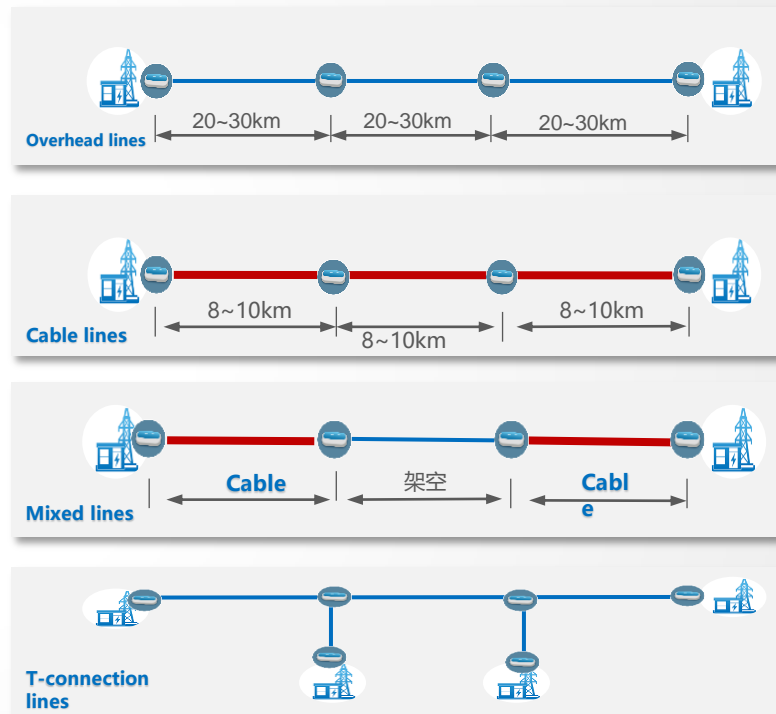 20~30km
20~30km
20~30km
Overhead lines
8~10km
8~10km
8~10km
Cable lines
Cable
架空
Cabl
e
Mixed lines
T-connection
lines